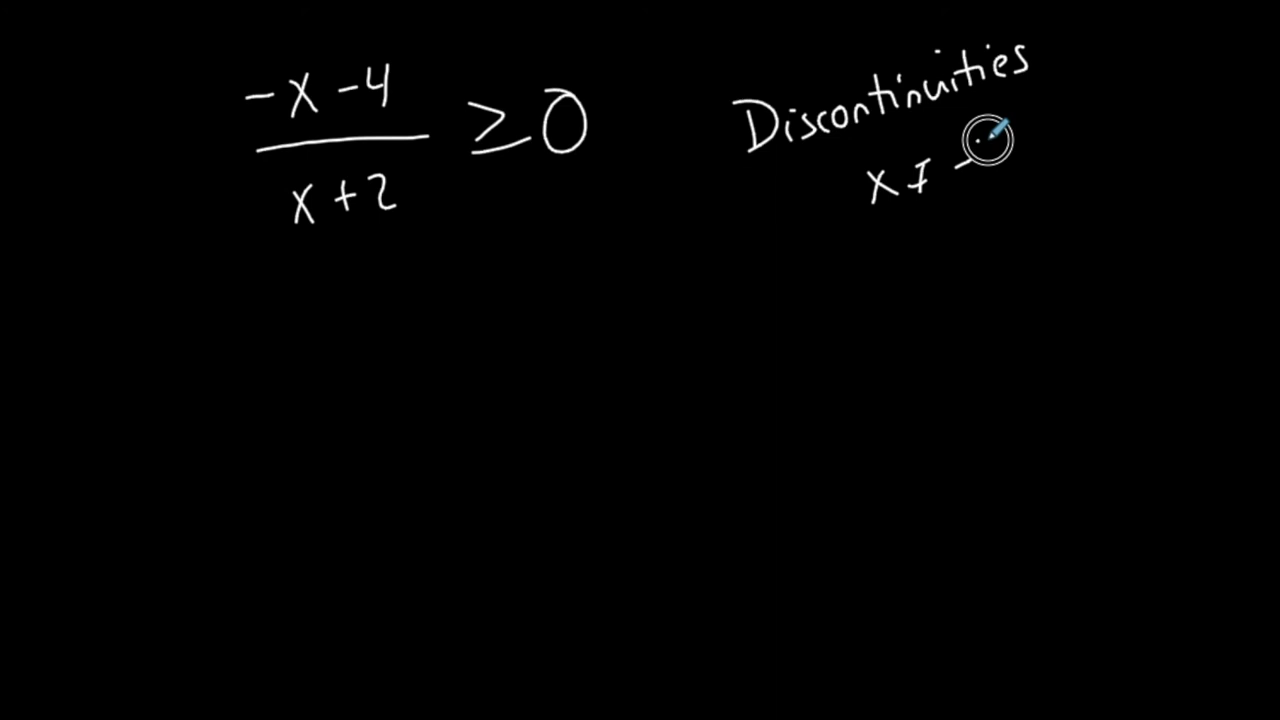 -x-4
x+2
≥0
Discontinuities
x≠ -